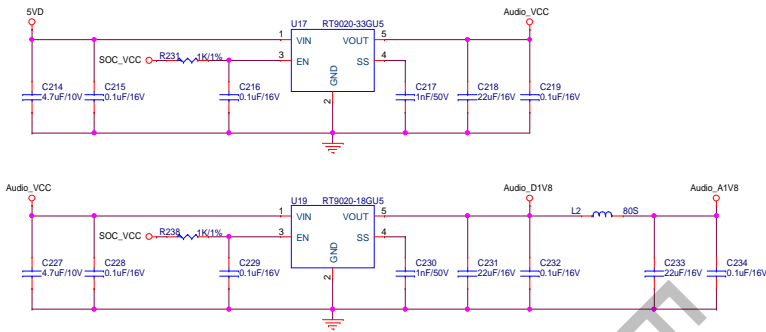 5VD
U17 RT9020-33GU5
Audio_VCC
1 VIN VOUT 5
SOC_VCC R231 1K/1% 3 EN SS 4
GND
2
C214
4.7uF/10V
C215
0.1uF/16V
C216
0.1uF/16V
C217
1nF/50V
C218
22uF/16V
C219
0.1uF/16V
Audio_VCC
U19 RT9020-18GU5
Audio_D1V8
Audio_A1V8
1 VIN VOUT 5
L2 80S
SOC_VCC R238 1K/1% 3 EN SS 4
GND
2
C227
4.7uF/10V
C228
0.1uF/16V
C229
0.1uF/16V
C230
1nF/50V
C231
22uF/16V
C232
0.1uF/16V
C233
22uF/16V
C234
0.1uF/16V